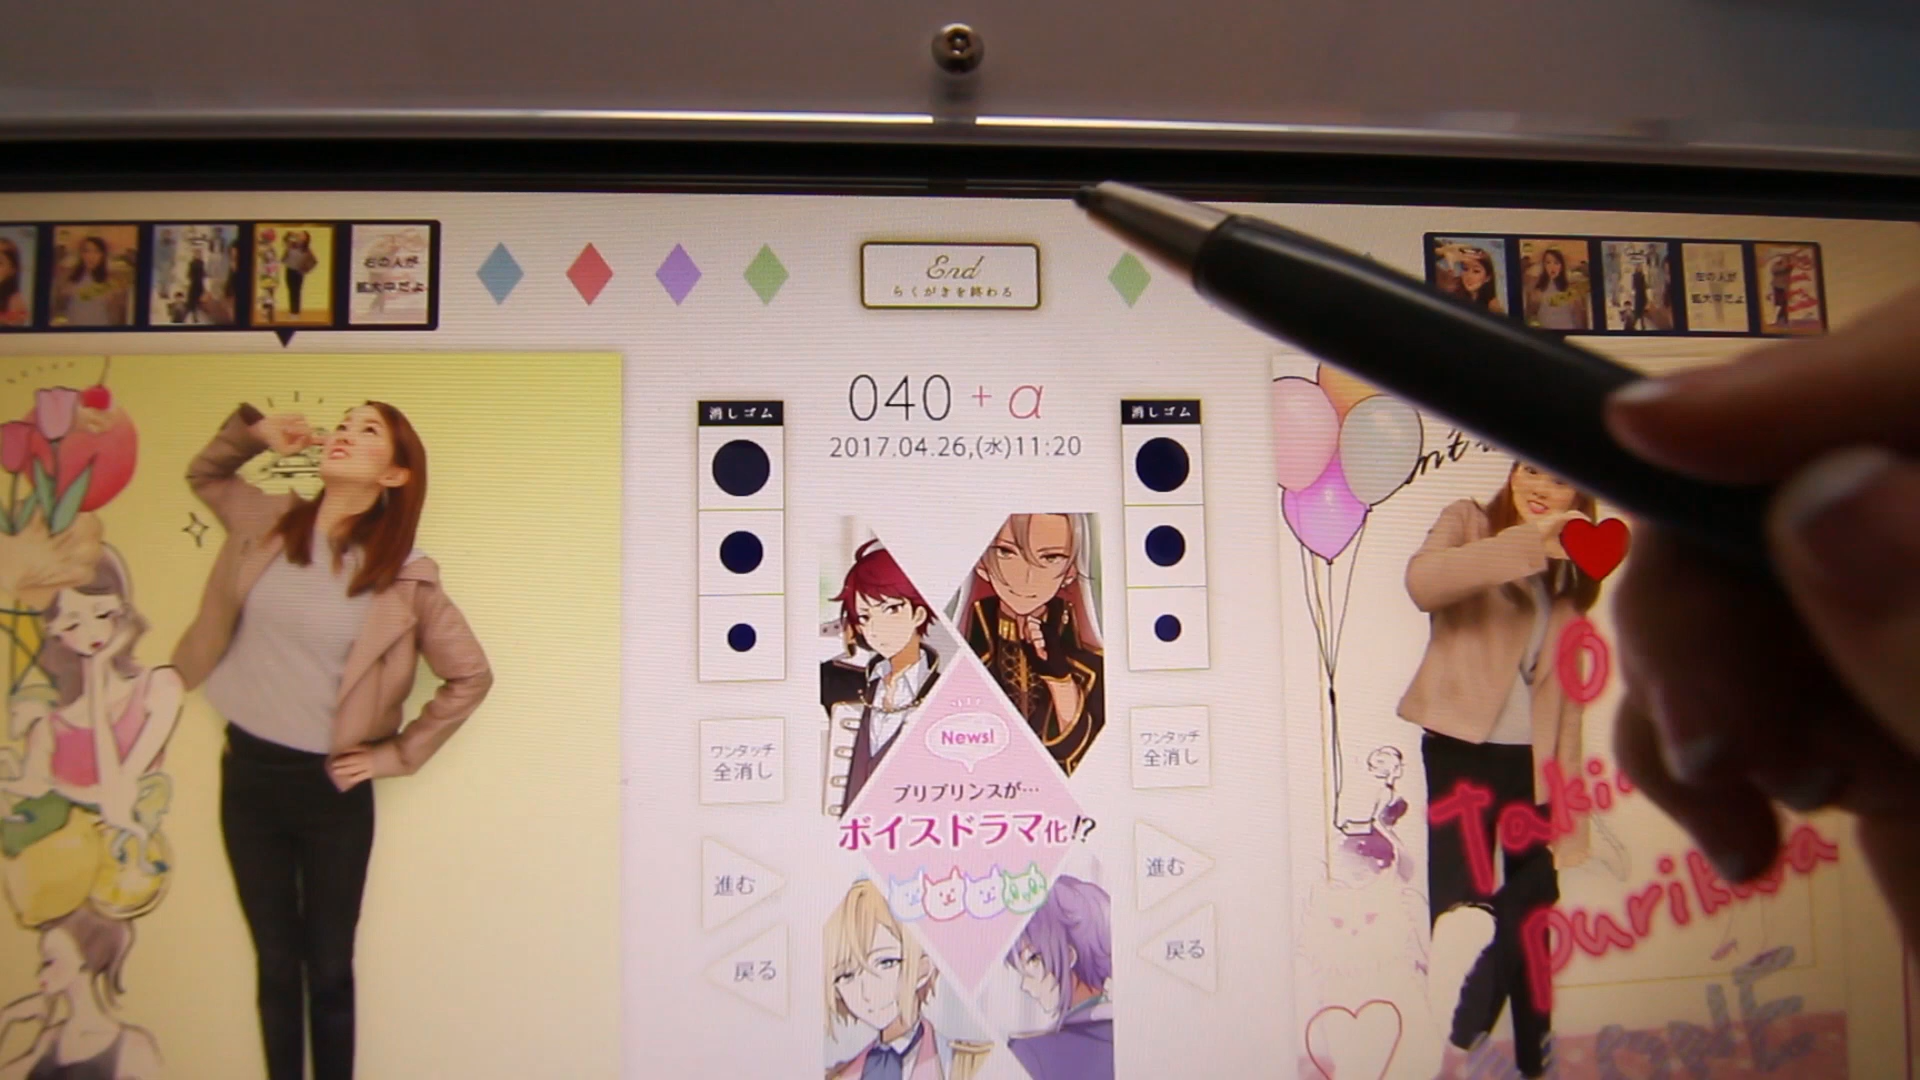 右の人が
拡大中だよ
End
らくがきを終わる
左の人が
拡大中だよ
040 + α
2017.04.26,(水)11:20
消しゴム
消しゴム
ワンタッチ
全消し
ワンタッチ
全消し
進む
戻る
進む
戻る
News!
プリプリンスが…
ボイスドラマ化!?
purikura